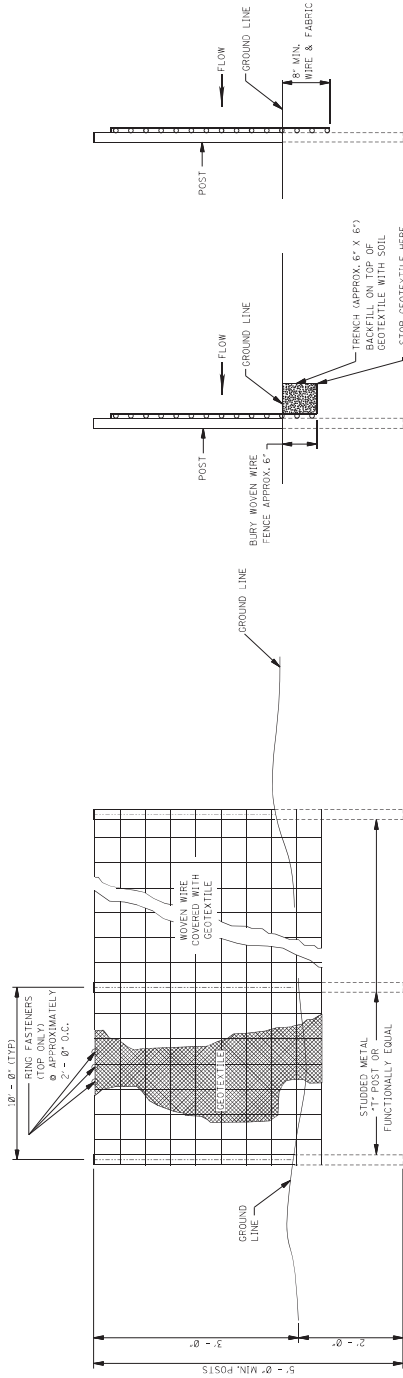 10' - 0" (TYP)
RING FASTENERS
(TOP ONLY)
@ APPROXIMATELY
2' - 0" O.C.
GEOTEXTILE
WOVEN WIRE
COVERED WITH
GEOTEXTILE
GROUND LINE
GROUND
LINE
STUDDED METAL
"T" POST OR
FUNCTIONALLY EQUAL
5' - 0" MIN. POSTS
3' - 0"
2' - 0"
POST
FLOW
GROUND LINE
BURY WOVEN WIRE
FENCE APPROX. 6"
TRENCH (APPROX. 6" X 6")
BACKFILL ON TOP OF
GEOTEXTILE WITH SOIL
STOP GEOTEXTILE HERE
POST
FLOW
GROUND LINE
8" MIN.
WIRE & FABRIC